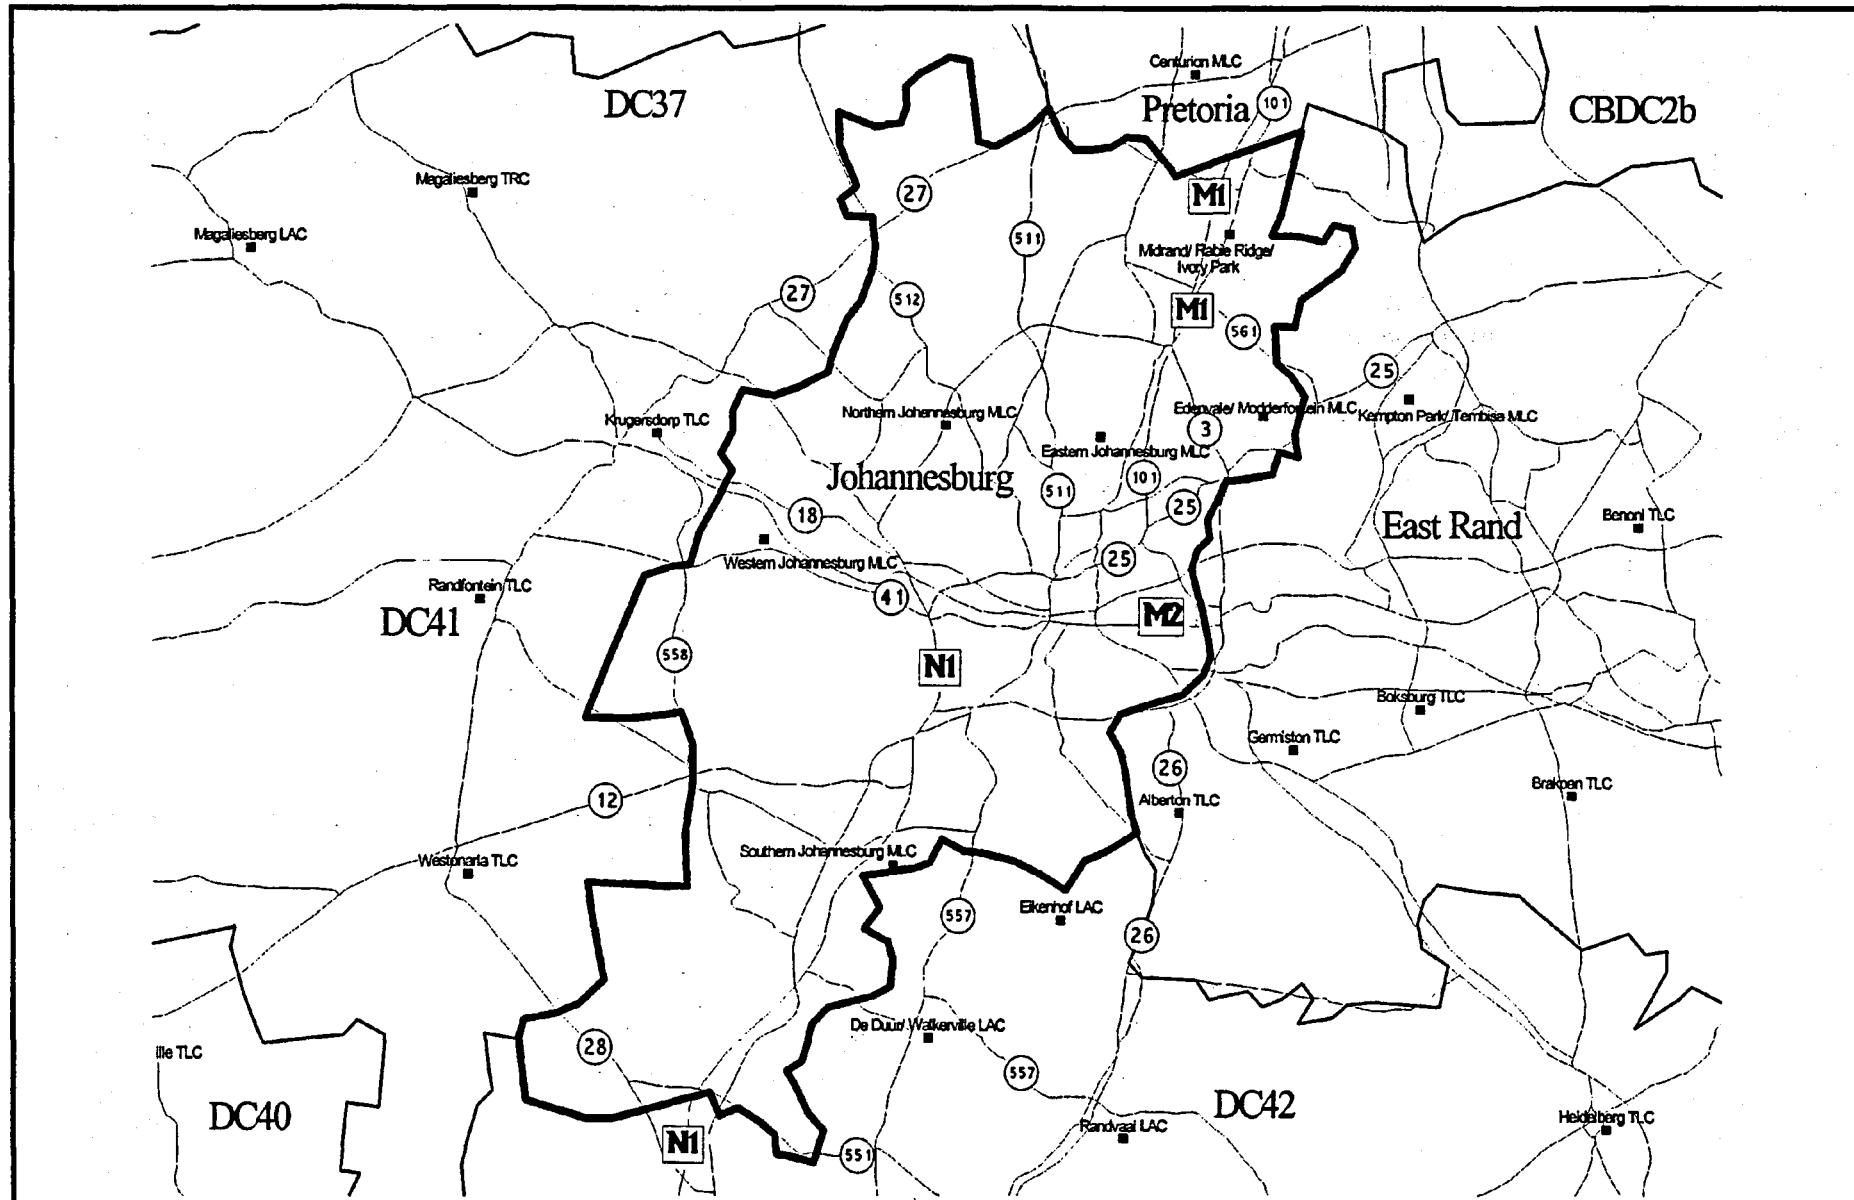 Centurion MLC
DC37
Pretoria
101
CBDC2b
Magaliesberg TRC
27
M1
Magaliesberg LAC
511
Midrand/ Rabie Ridge/
Ivory Park
27
512
M1
561
25
Krugersdorp TLC
Northern Johannesburg MLC
Edenvale/ Modderfontein MLC
Kempton Park/ Tembisa MLC
3
Eastern Johannesburg MLC
Johannesburg
511
101
18
25
East Rand
Benoni TLC
Western Johannesburg MLC
25
Randfontein TLC
41
DC41
M2
558
N1
Boksburg TLC
Germiston TLC
26
12
Alberton TLC
Brakpan TLC
Westonaria TLC
Southern Johannesburg MLC
557
Eikenhof LAC
26
De Duur/ Walkerville LAC
28
ille TLC
557
DC40
DC42
Randvaal LAC
Heidelberg TLC
N1
551